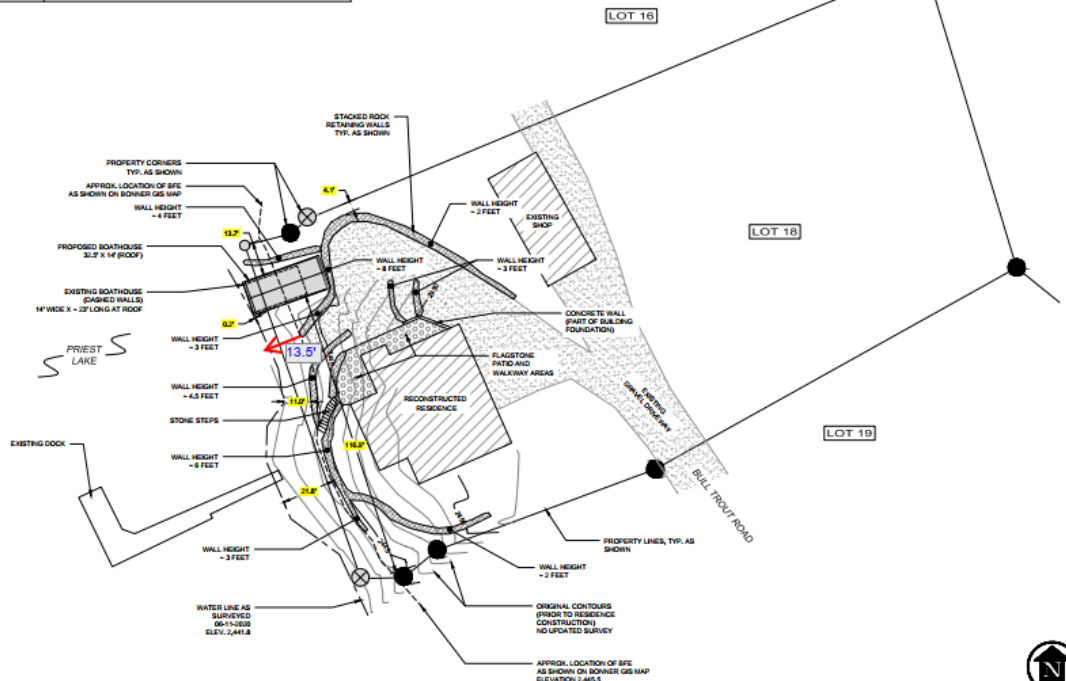 LOT 16
STACKED ROCK
RETAINING WALLS
TYP. AS SHOWN
PROPERTY CORNERS
TYP. AS SHOWN
APPROX. LOCATION OF BFE
AS SHOWN ON BONNER GIS MAP
WALL HEIGHT
~ 4 FEET
4.1'
WALL HEIGHT
~ 2 FEET
EXISTING
SHOP
LOT 18
13.7'
PROPOSED BOATHOUSE
32.5' X 14' (ROOF)
WALL HEIGHT
~ 8 FEET
WALL HEIGHT
~ 3 FEET
EXISTING BOATHOUSE
(DASHED WALLS)
14' WIDE X ~ 23' LONG AT ROOF
CONCRETE WALL
(PART OF BUILDING
FOUNDATION)
0.2'
WALL HEIGHT
~ 3 FEET
PRIEST
LAKE
13.5'
FLAGSTONE
PATIO AND
WALKWAY AREAS
WALL HEIGHT
~ 4.5 FEET
11.0'
RECONSTRUCTED
RESIDENCE
EXISTING
GRAVEL DRIVEWAY
STONE STEPS
LOT 19
EXISTING DOCK
116.9'
WALL HEIGHT
~ 6 FEET
21.8'
BULL TROUT ROAD
PROPERTY LINES, TYP. AS
SHOWN
WALL HEIGHT
~ 3 FEET
WALL HEIGHT
~ 2 FEET
WATER LINE AS
SURVEYED
06-11-2020
ELEV. 2,441.8
ORIGINAL CONTOURS
(PRIOR TO RESIDENCE
CONSTRUCTION)
NO UPDATED SURVEY
APPROX. LOCATION OF BFE
AS SHOWN ON BONNER GIS MAP
ELEVATION 2,445.5
N